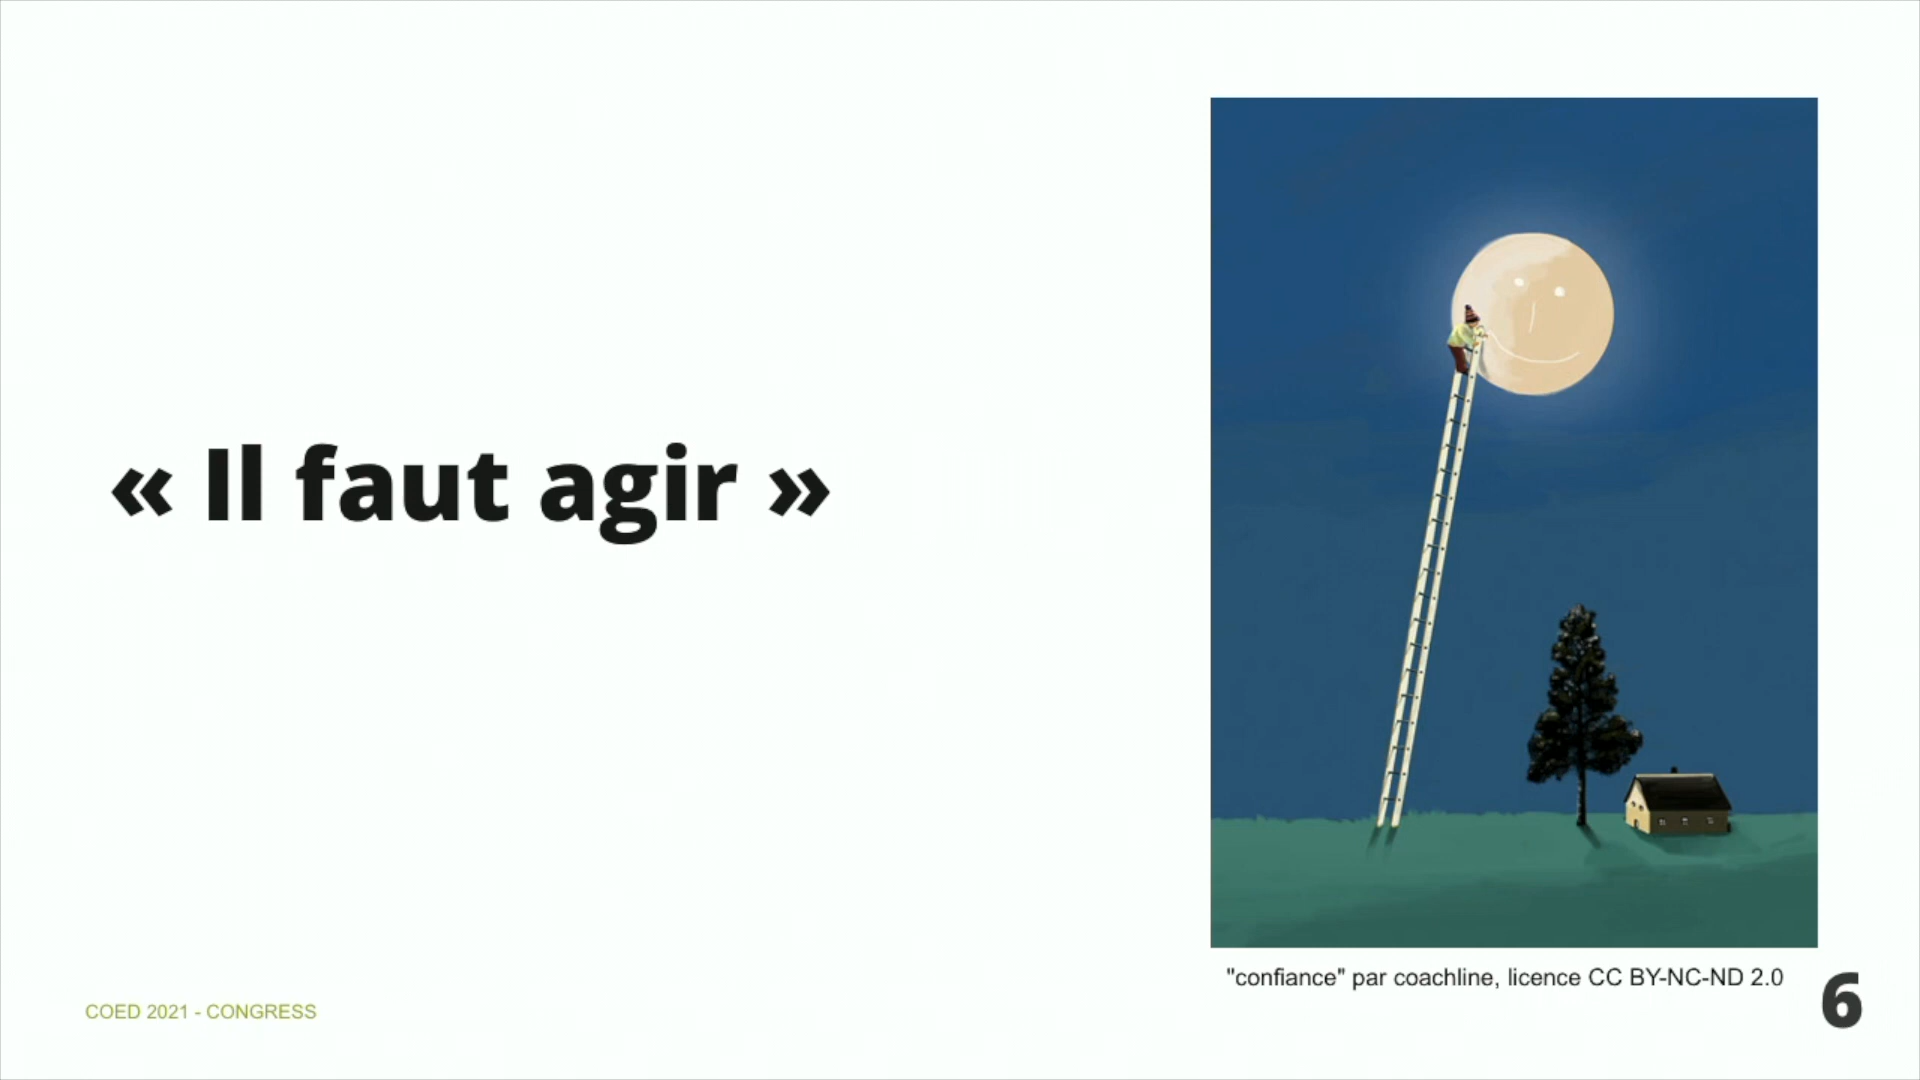 « Il faut agir »
"confiance" par coachline, licence CC BY-NC-ND 2.0
COED 2021 - CONGRESS
6